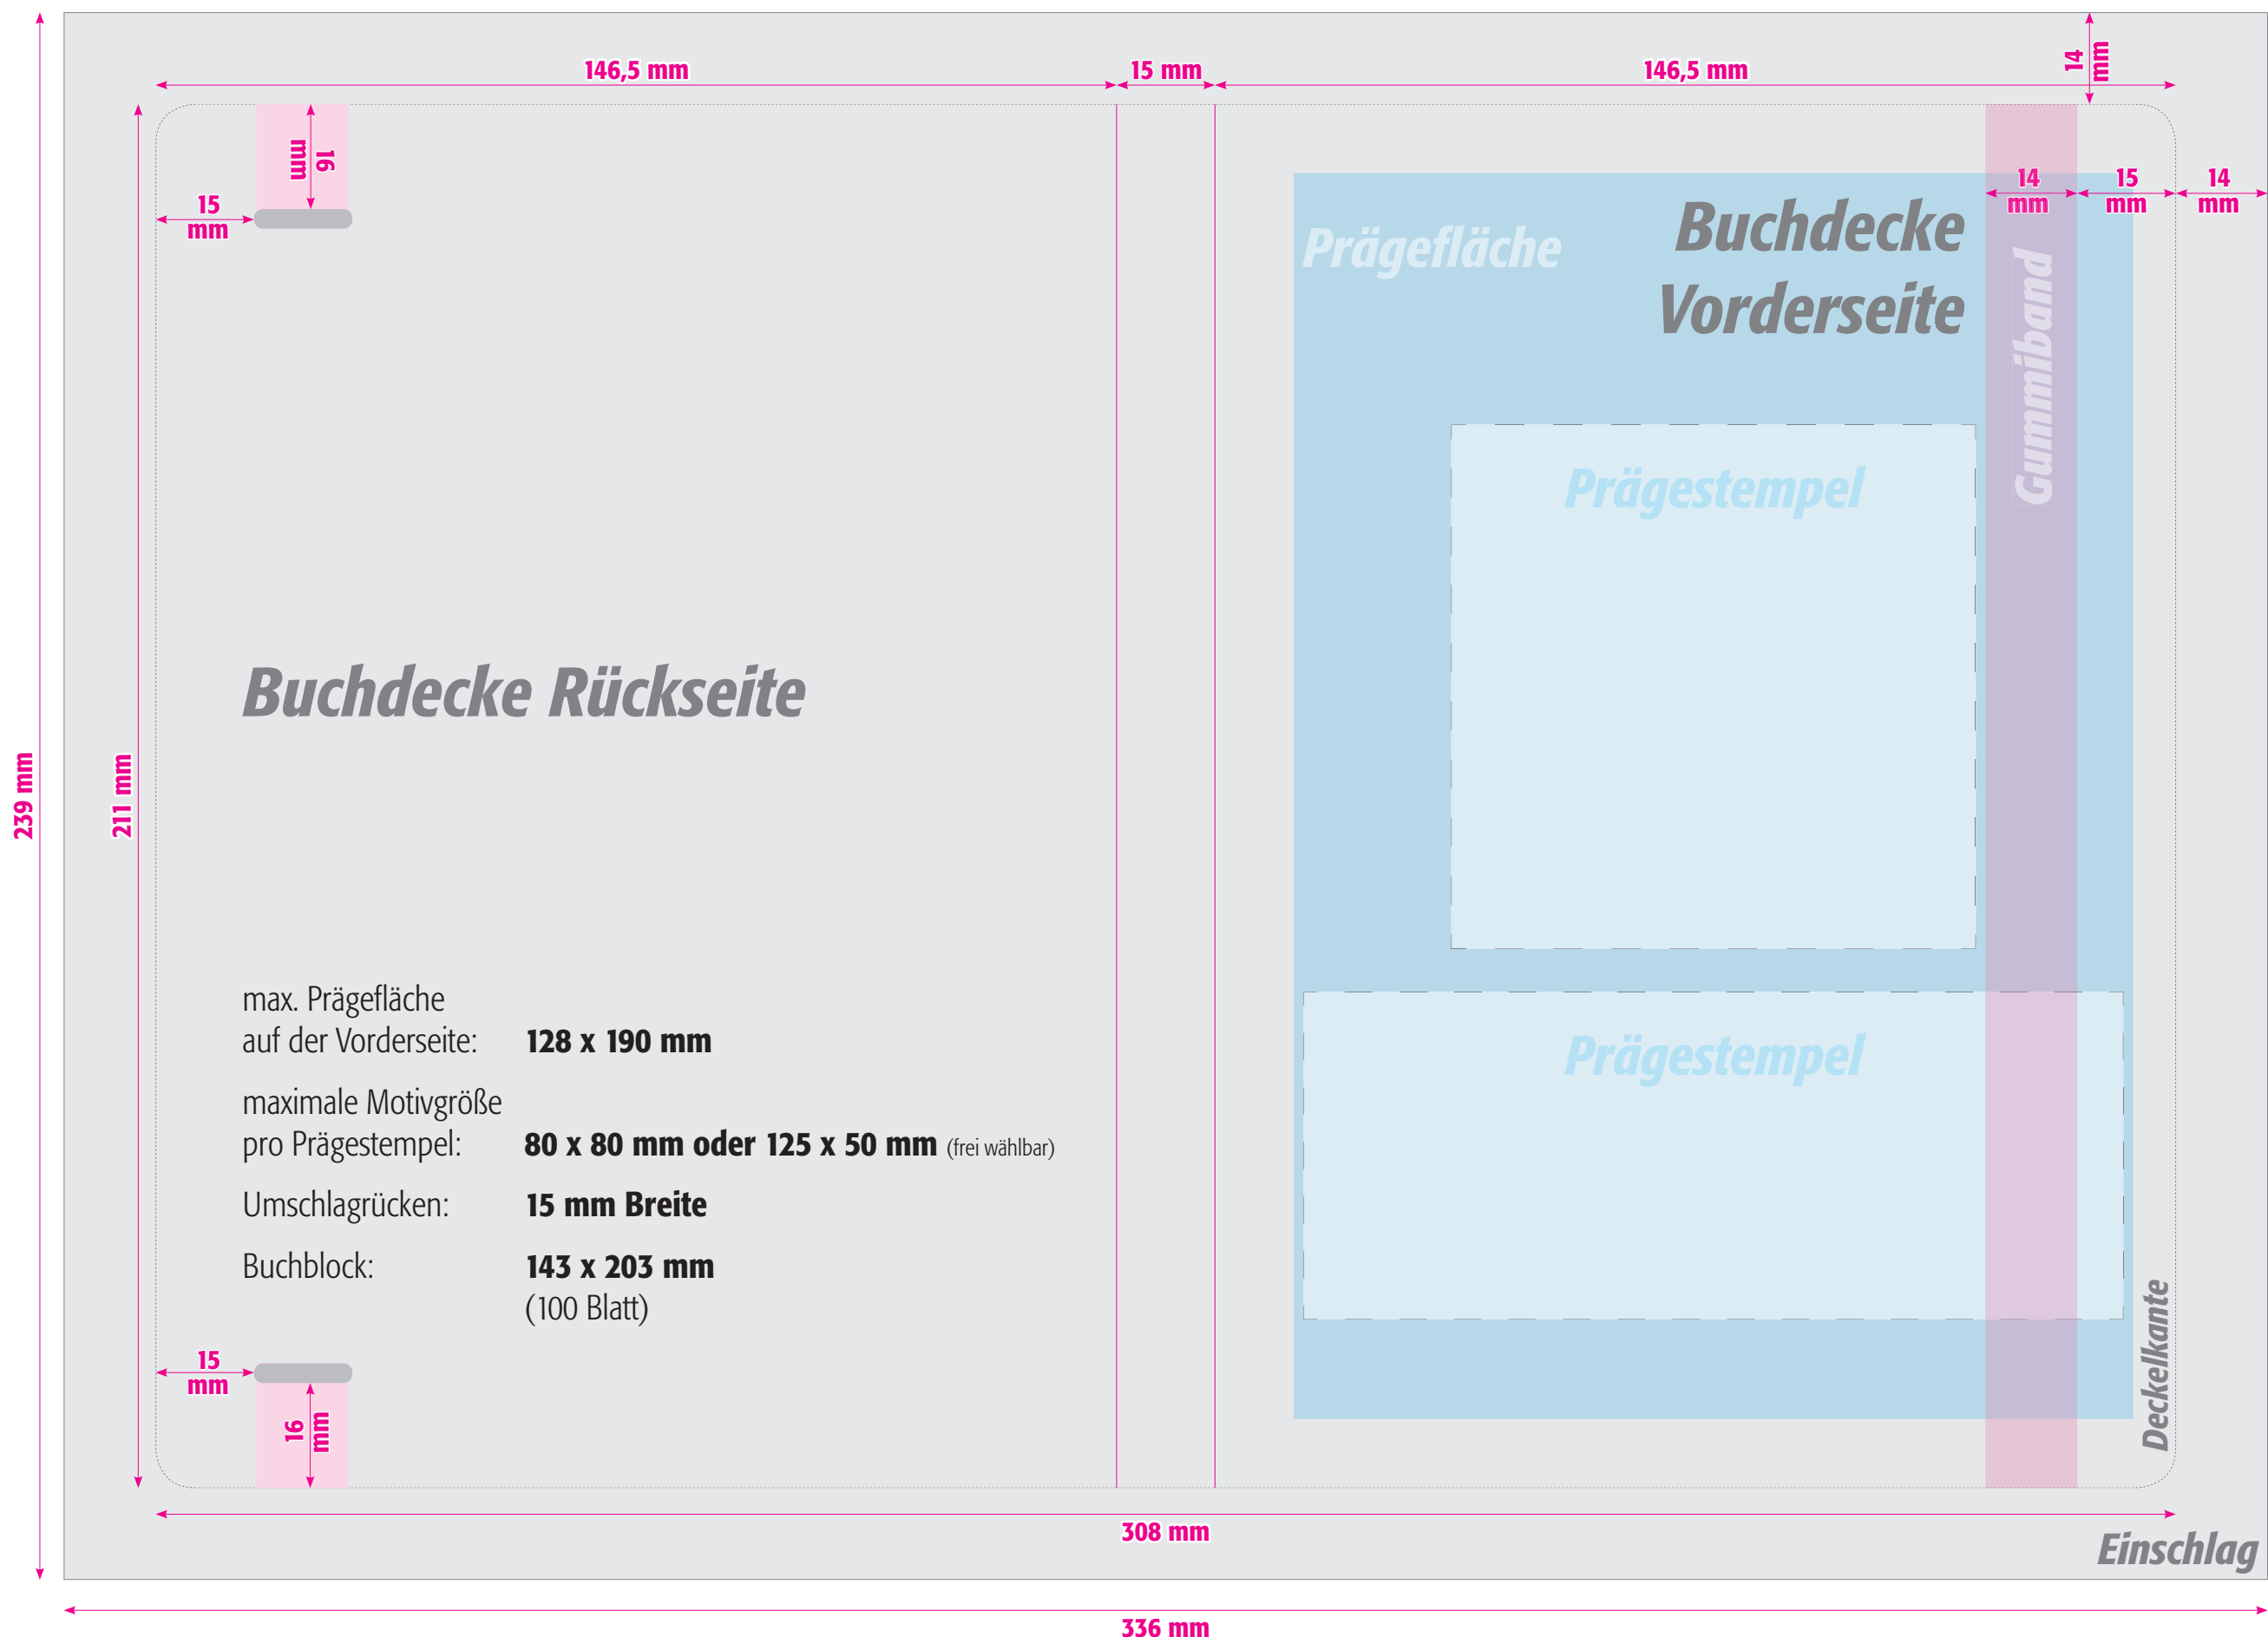 146,5 mm
15 mm
146,5 mm
14
mm
16
mm
15
mm
14
mm
15
mm
14
mm
Prägefläche
Buchdecke
Vorderseite
Gummiband
Prägestempel
Buchdecke Rückseite
239 mm
211 mm
max. Prägefläche
auf der Vorderseite: 128 x 190 mm
maximale Motivgröße
pro Prägestempel: 80 x 80 mm oder 125 x 50 mm (frei wählbar)
Umschlagrücken: 15 mm Breite
Buchblock: 143 x 203 mm
(100 Blatt)
Prägestempel
Deckelkante
15
mm
16
mm
308 mm
Einschlag
336 mm